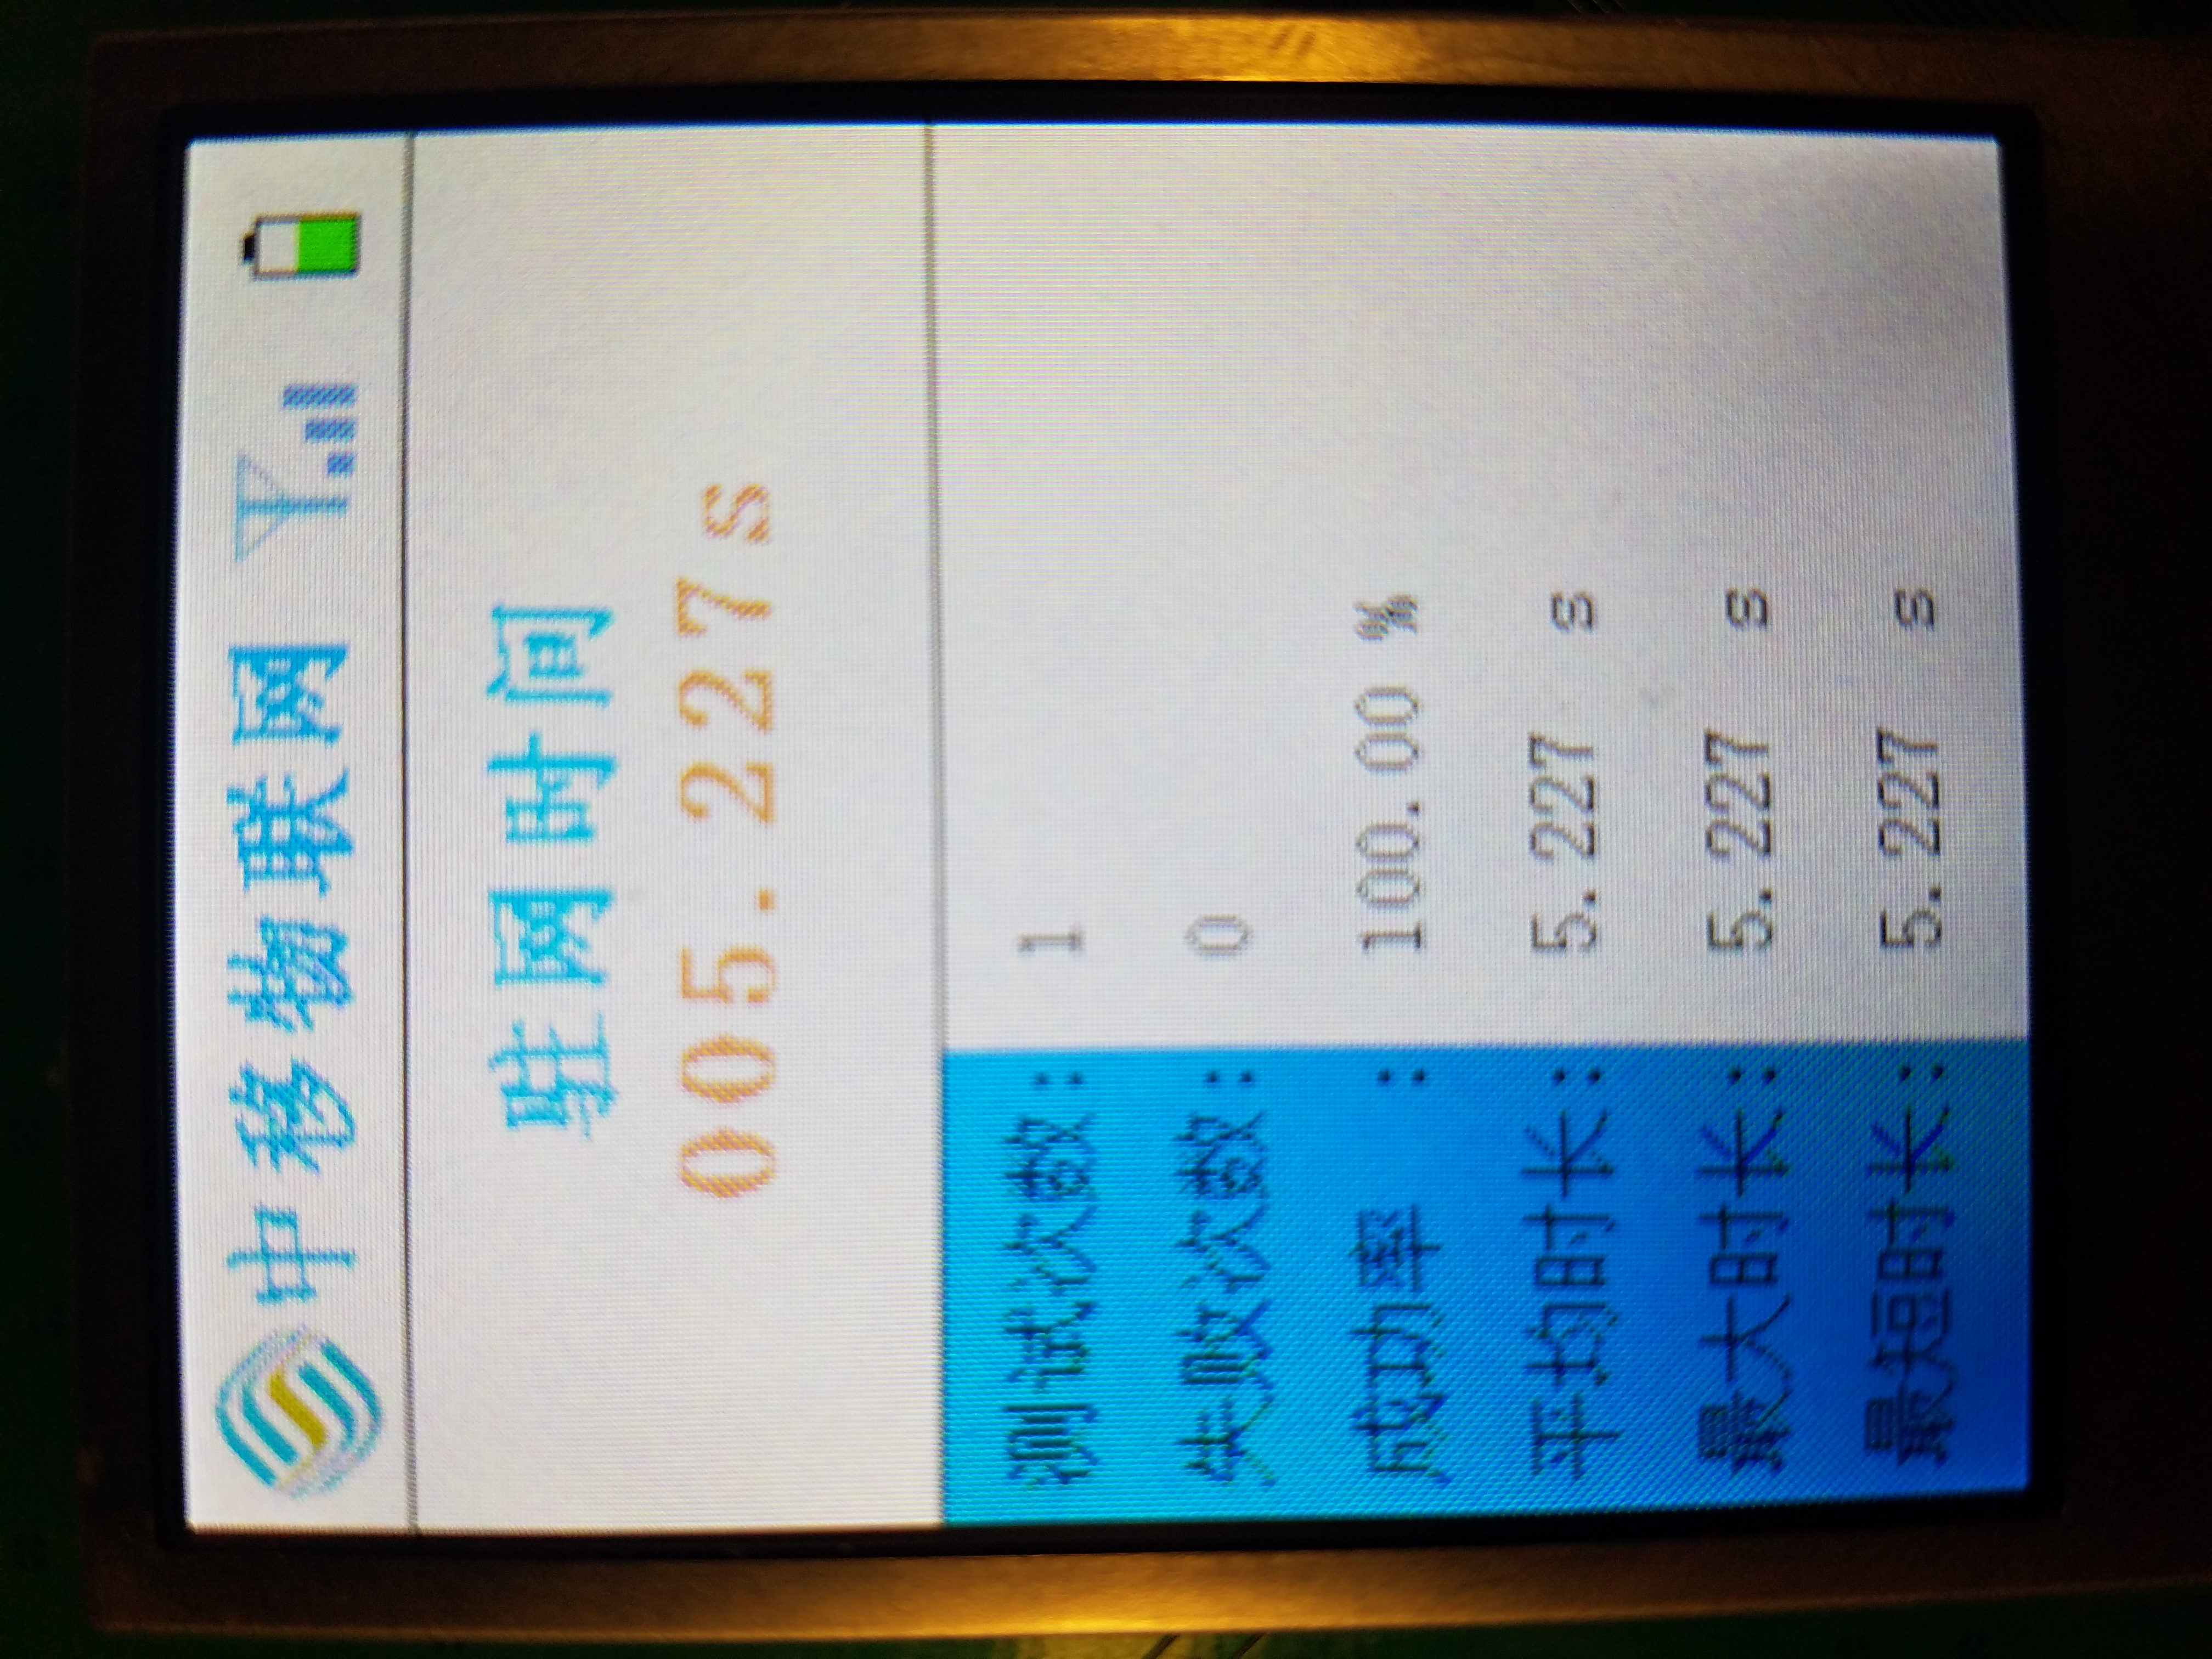 中移物联网
驻网时间
005.227s
测试次数: 1
失败次数: 0
成功率 : 100.00 %
平均时长: 5.227 s
最大时长: 5.227 s
最短时长: 5.227 s